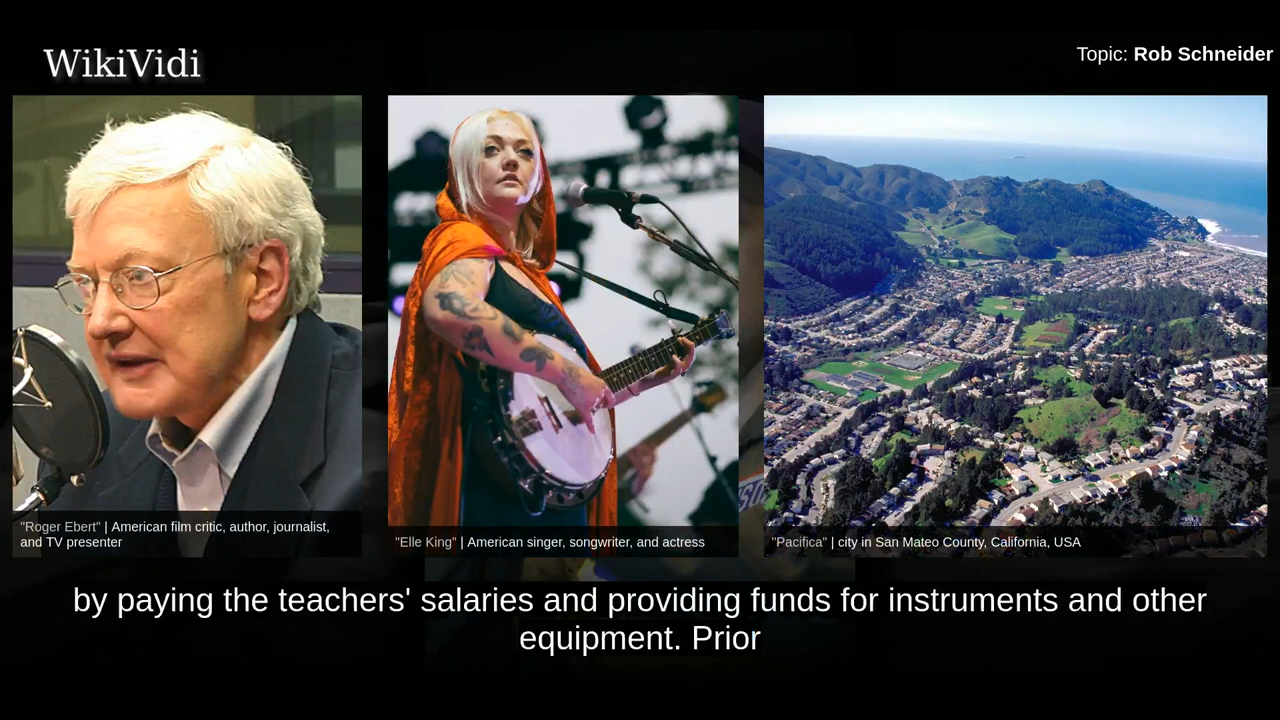 WikiVidi
Topic: Rob Schneider
"Roger Ebert" | American film critic, author, journalist,
and TV presenter
"Elle King" | American singer, songwriter, and actress
"Pacifica" | city in San Mateo County, California, USA
by paying the teachers' salaries and providing funds for instruments and other
equipment. Prior